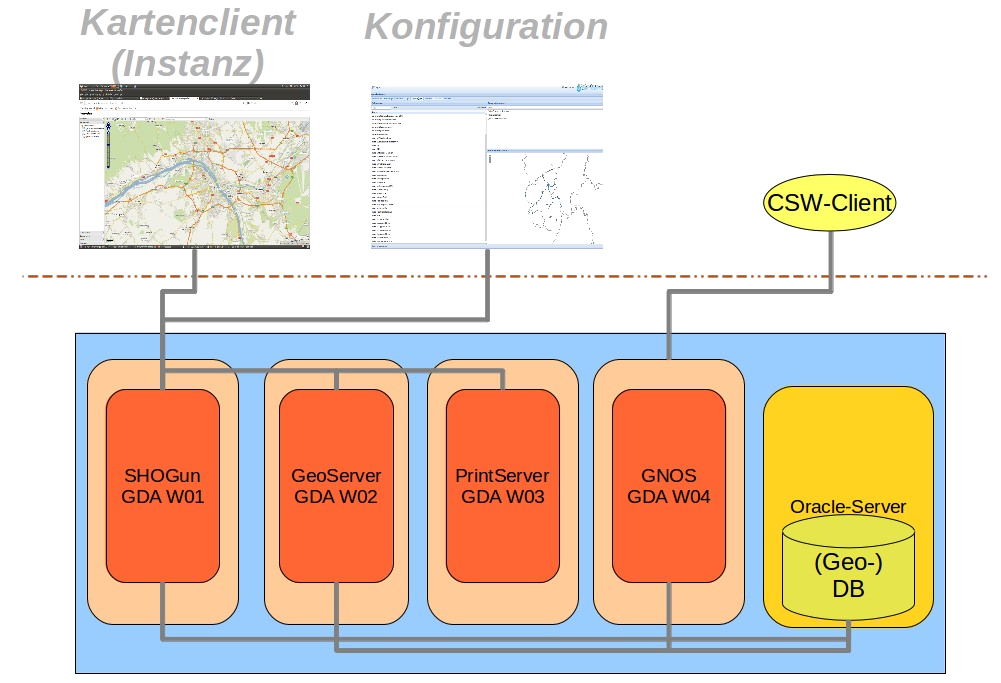 Kartenclient
(Instanz)
Konfiguration
CSW-Client
SHOGun
GDA W01
GeoServer
GDA W02
PrintServer
GDA W03
GNOS
GDA W04
Oracle-Server
(Geo-)
DB